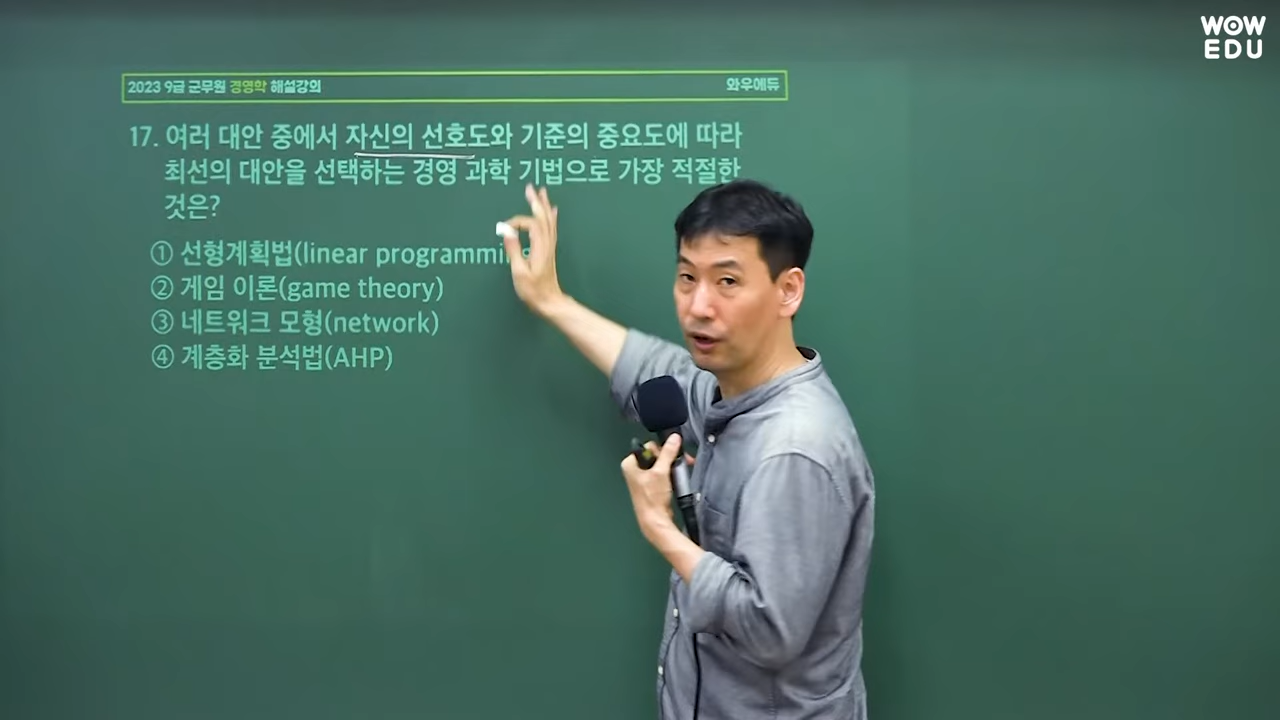 WOW
EDU
2023 9급 군무원 경영학 해설강의
와우에듀
17. 여러 대안 중에서 자신의 선호도와 기준의 중요도에 따라
최선의 대안을 선택하는 경영 과학 기법으로 가장 적절한
것은?
① 선형계획법(linear programmi
② 게임 이론(game theory)
③ 네트워크 모형(network)
④ 계층화 분석법(AHP)